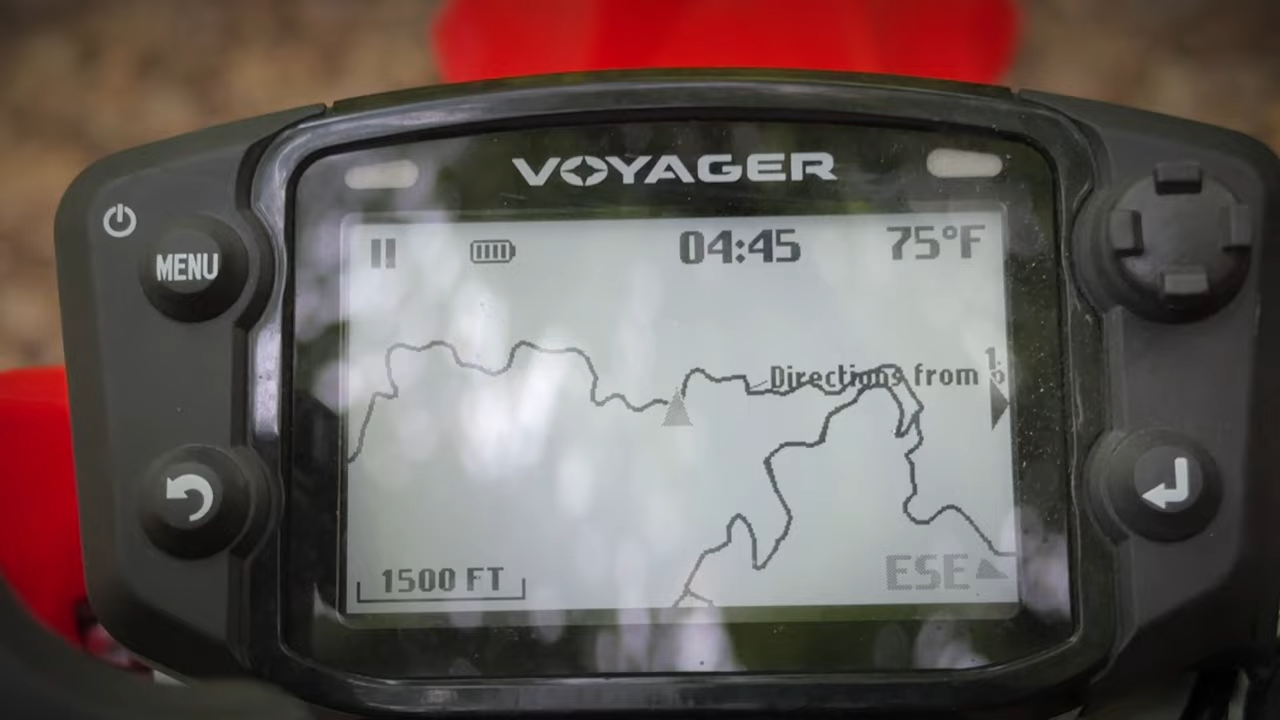 VOYAGER
MENU
04:45 75°F
Directions from
1500 FT
ESE